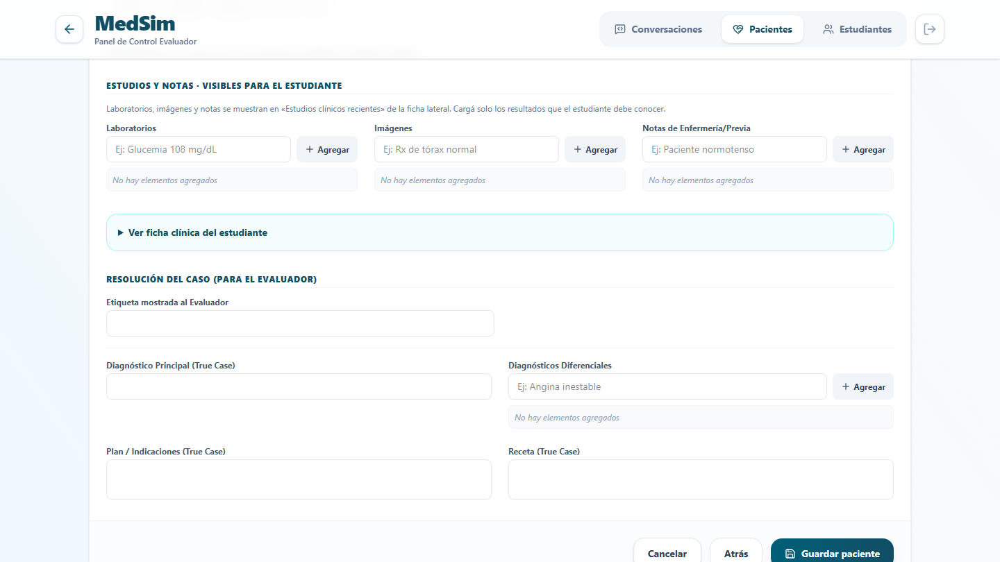 MedSim
Panel de Control Evaluador
Conversaciones
Pacientes
Estudiantes
ESTUDIOS Y NOTAS · VISIBLES PARA EL ESTUDIANTE
Laboratorios, imágenes y notas se muestran en «Estudios clínicos recientes» de la ficha lateral. Cargá solo los resultados que el estudiante debe conocer.
Laboratorios
Ej: Glucemia 108 mg/dL
+ Agregar
No hay elementos agregados
Imágenes
Ej: Rx de tórax normal
+ Agregar
No hay elementos agregados
Notas de Enfermería/Previa
Ej: Paciente normotenso
+ Agregar
No hay elementos agregados
Ver ficha clínica del estudiante
RESOLUCIÓN DEL CASO (PARA EL EVALUADOR)
Etiqueta mostrada al Evaluador
Diagnóstico Principal (True Case)
Diagnósticos Diferenciales
Ej: Angina inestable
+ Agregar
No hay elementos agregados
Plan / Indicaciones (True Case)
Receta (True Case)
Cancelar
Atrás
Guardar paciente